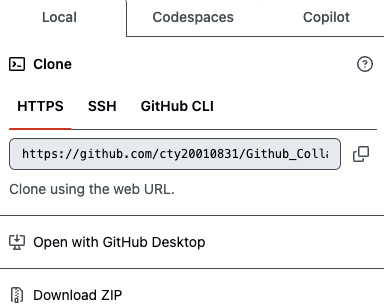 Local Codespaces Copilot
Clone
HTTPS SSH GitHub CLI
https://github.com/cty20010831/Github_Colla
Clone using the web URL.
Open with GitHub Desktop
Download ZIP